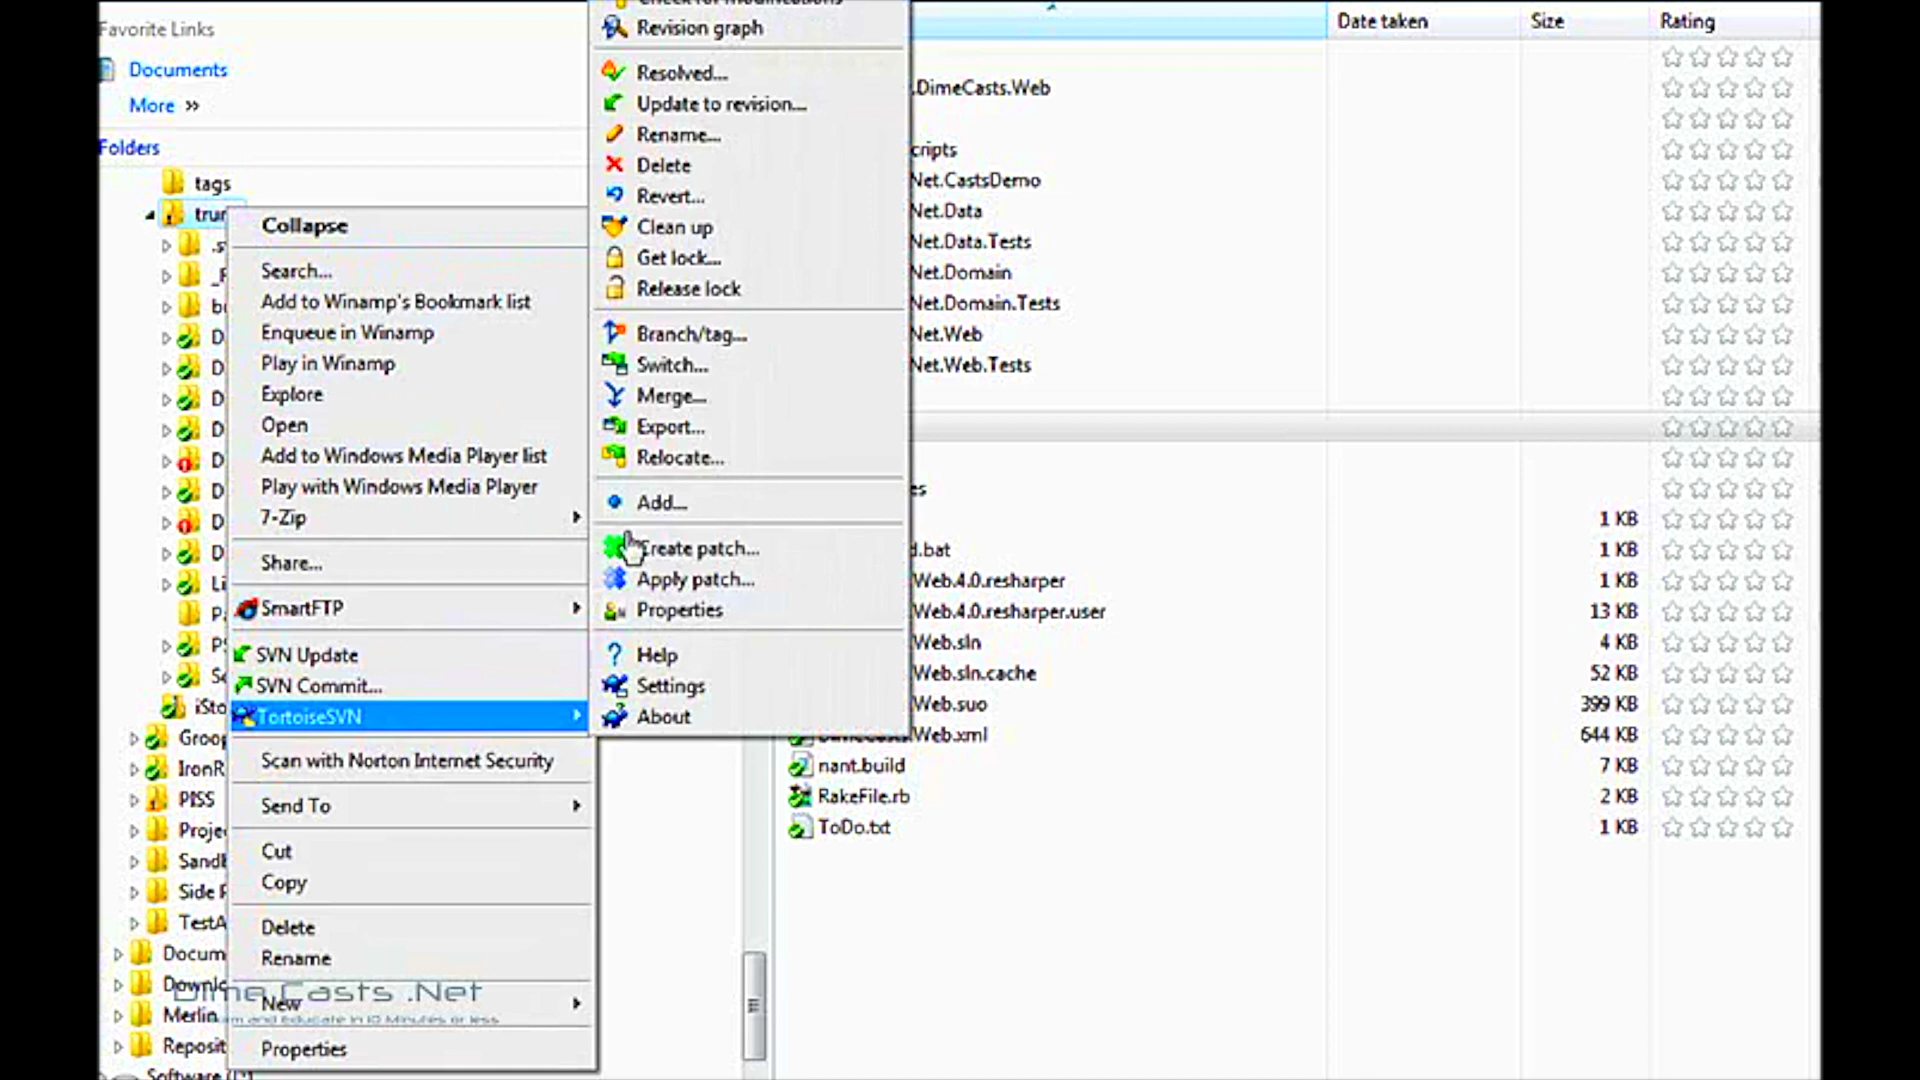 Favorite Links
Documents
More »
Folders
tags
Collapse
Search...
Add to Winamp's Bookmark list
Enqueue in Winamp
Play in Winamp
Explore
Open
Add to Windows Media Player list
Play with Windows Media Player
7-Zip
Share...
SmartFTP
SVN Update
SVN Commit...
TortoiseSVN
Scan with Norton Internet Security
Send To
Cut
Copy
Delete
Rename
New
Properties
PISS
Merlin
Dime Casts .Net
Revision graph
Resolved...
Update to revision...
Rename...
Delete
Revert...
Clean up
Get lock...
Release lock
Branch/tag...
Switch...
Merge...
Export...
Relocate...
Add...
Create patch...
Apply patch...
Properties
Help
Settings
About
Date taken Size Rating
.DimeCasts.Web
cripts
Net.CastsDemo
Net.Data
Net.Data.Tests
Net.Domain
Net.Domain.Tests
Net.Web
Net.Web.Tests
es
1 KB
d.bat 1 KB
Web.4.0.resharper 1 KB
Web.4.0.resharper.user 13 KB
Web.sln 4 KB
Web.sln.cache 52 KB
Web.suo 399 KB
Web.xml 644 KB
nant.build 7 KB
RakeFile.rb 2 KB
ToDo.txt 1 KB